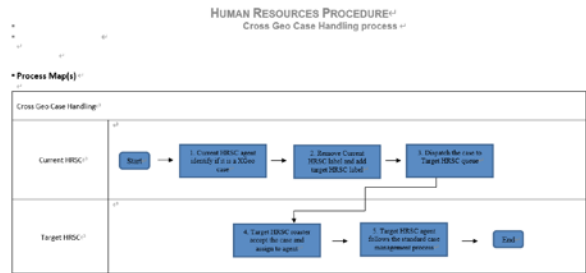 HUMAN RESOURCES PROCEDURE
Cross Geo Case Handling process
Process Map(s)
Cross Geo Case Handling
Current HRSC
Start
1. Current HRSC agent
identify if it is a XGeo
case
2. Remove Current
HRSC label and add
target HRSC label
3. Dispatch the case to
Target HRSC queue
Target HRSC
4. Target HRSC router
accept the case and
assign to agent
5. Target HRSC agent
follows the standard case
management process
End